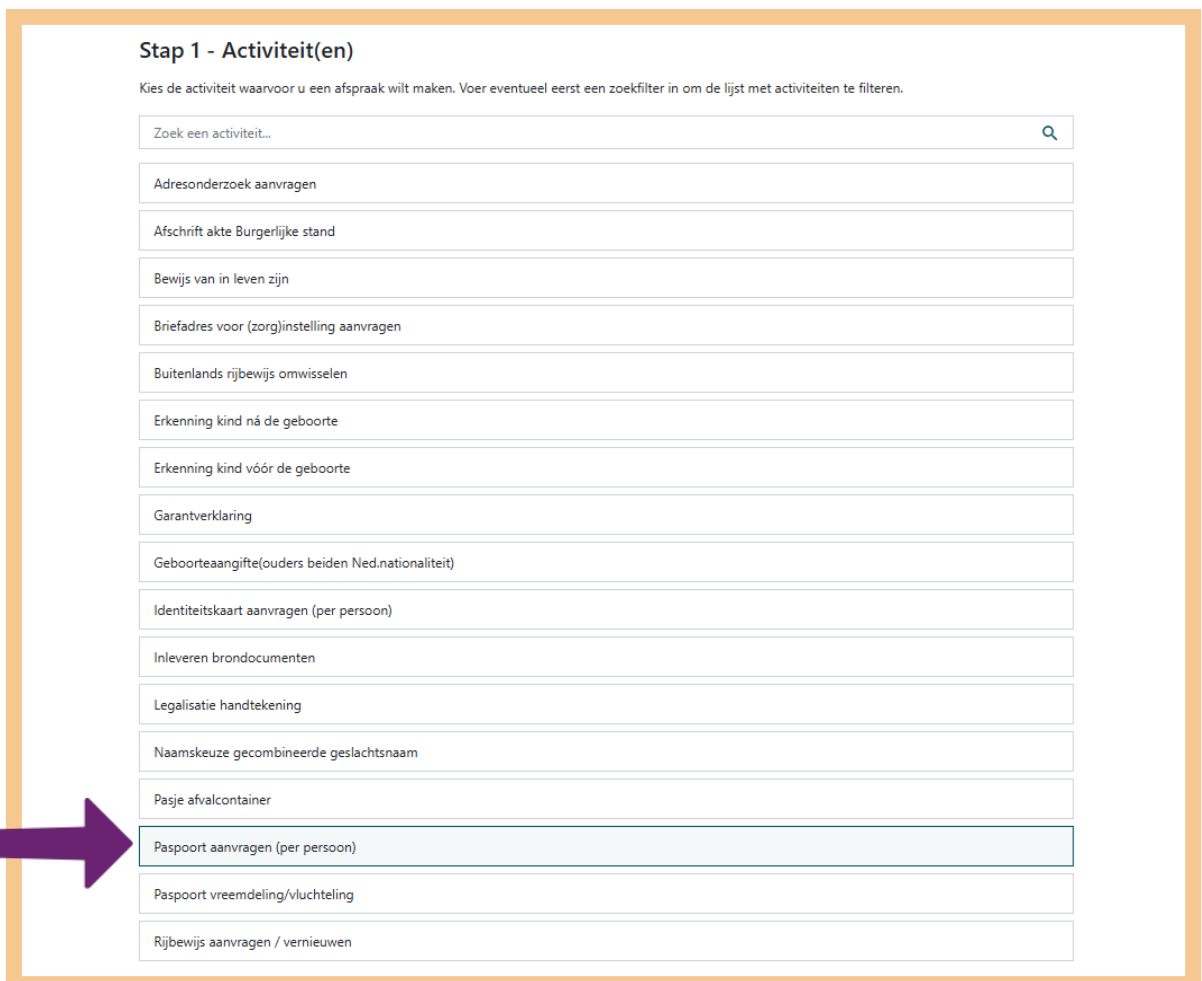 Stap 1 - Activiteit(en)
Kies de activiteit waarvoor u een afspraak wilt maken. Voer eventueel eerst een zoekfilter in om de lijst met activiteiten te filteren.
Zoek een activiteit...
Adresonderzoek aanvragen
Afschrift akte Burgerlijke stand
Bewijs van in leven zijn
Briefadres voor (zorg)instelling aanvragen
Buitenlands rijbewijs omwisselen
Erkenning kind ná de geboorte
Erkenning kind vóór de geboorte
Garantverklaring
Geboorteaangifte(ouders beiden Ned.nationaliteit)
Identiteitskaart aanvragen (per persoon)
Inleveren brondocumenten
Legalisatie handtekening
Naamskeuze gecombineerde geslachtsnaam
Pasje afvalcontainer
Paspoort aanvragen (per persoon)
Paspoort vreemdeling/vluchteling
Rijbewijs aanvragen / vernieuwen